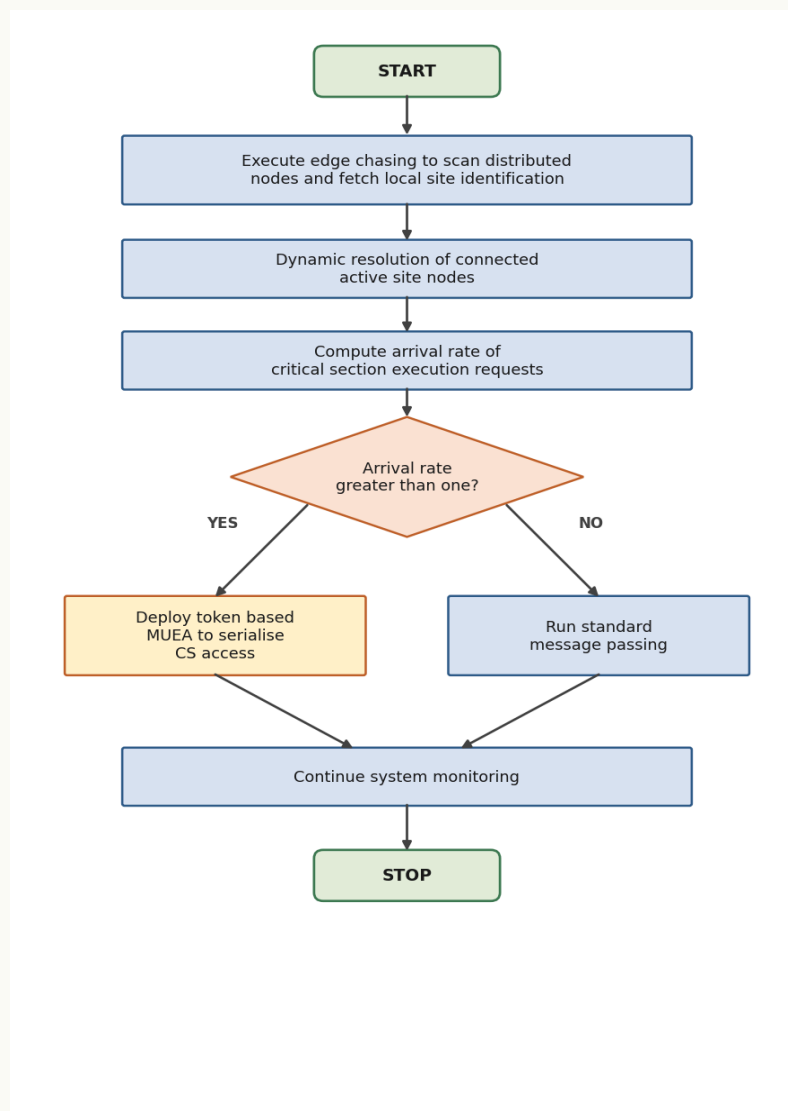 START
Execute edge chasing to scan distributed
nodes and fetch local site identification
Dynamic resolution of connected
active site nodes
Compute arrival rate of
critical section execution requests
Arrival rate
greater than one?
YES
NO
Deploy token based
MUEA to serialise
CS access
Run standard
message passing
Continue system monitoring
STOP